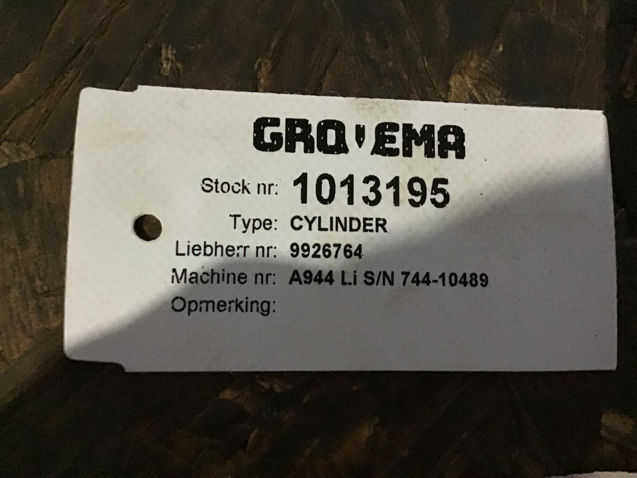 GROVEMA
Stock nr: 1013195
Type: CYLINDER
Liebherr nr: 9926764
Machine nr: A944 Li S/N 744-10489
Opmerking: